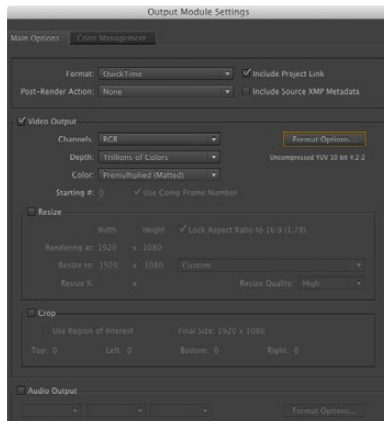 Output Module Settings
Main Options Color Management
Format: QuickTime Include Project Link
Post-Render Action: None Include Source XMP Metadata
Video Output
Channels: RGB Format Options...
Depth: Trillions of Colors Uncompressed YUV 10 bit 4:2:2
Color: Premultiplied (Matted)
Starting #: 0 Use Comp Frame Number
Resize
Width Height Lock Aspect Ratio to 16:9 (1.78)
Rendering at: 1920 x 1080
Resize to: 1920 x 1080 Custom
Resize % x Resize Quality: High
Crop
Use Region of Interest Final Size: 1920 x 1080
Top: 0 Left: 0 Bottom: 0 Right: 0
Audio Output
Format Options...